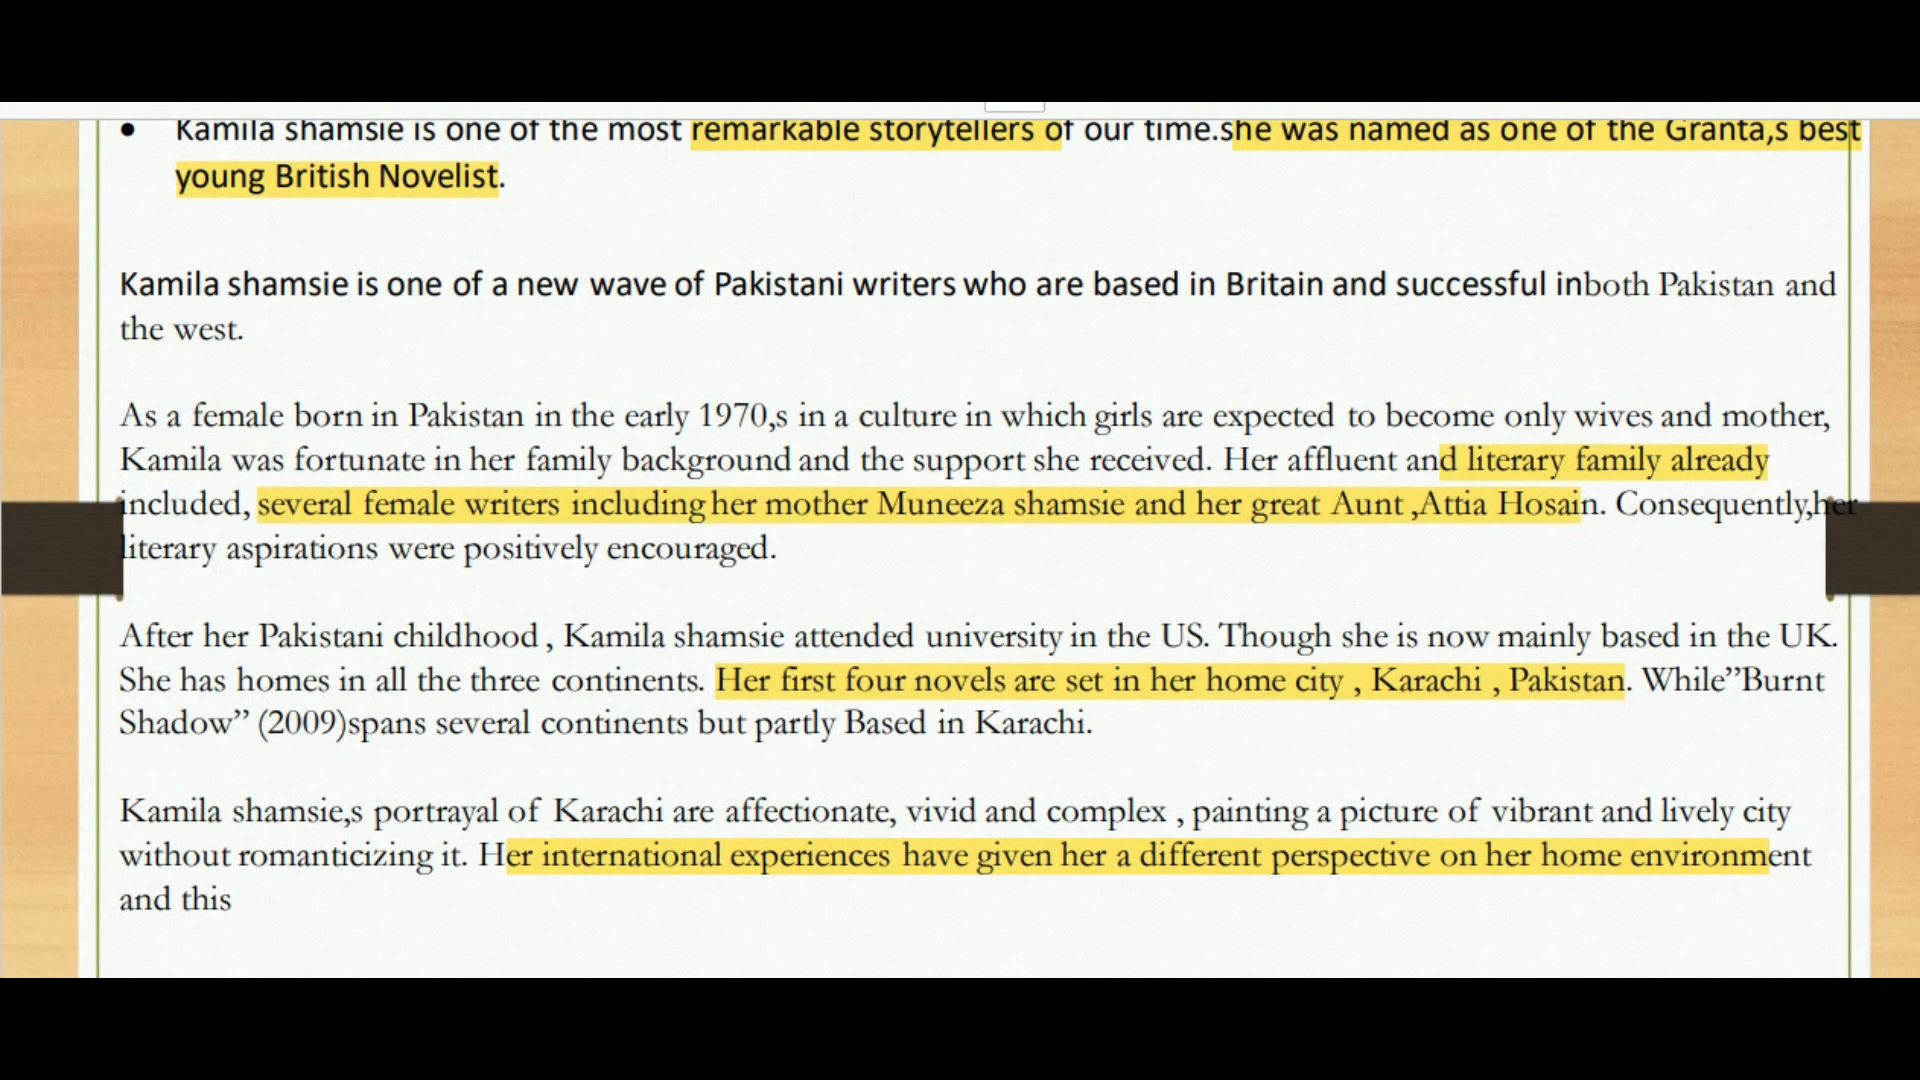 • Kamila shamsie is one of the most remarkable storytellers of our time.she was named as one of the Granta,s best
young British Novelist.
Kamila shamsie is one of a new wave of Pakistani writers who are based in Britain and successful inboth Pakistan and
the west.
As a female born in Pakistan in the early 1970,s in a culture in which girls are expected to become only wives and mother,
Kamila was fortunate in her family background and the support she received. Her affluent and literary family already
included, several female writers including her mother Muneeza shamsie and her great Aunt ,Attia Hosain. Consequently,her
literary aspirations were positively encouraged.
After her Pakistani childhood , Kamila shamsie attended university in the US. Though she is now mainly based in the UK.
She has homes in all the three continents. Her first four novels are set in her home city , Karachi , Pakistan. While”Burnt
Shadow” (2009)spans several continents but partly Based in Karachi.
Kamila shamsie,s portrayal of Karachi are affectionate, vivid and complex , painting a picture of vibrant and lively city
without romanticizing it. Her international experiences have given her a different perspective on her home environment
and this